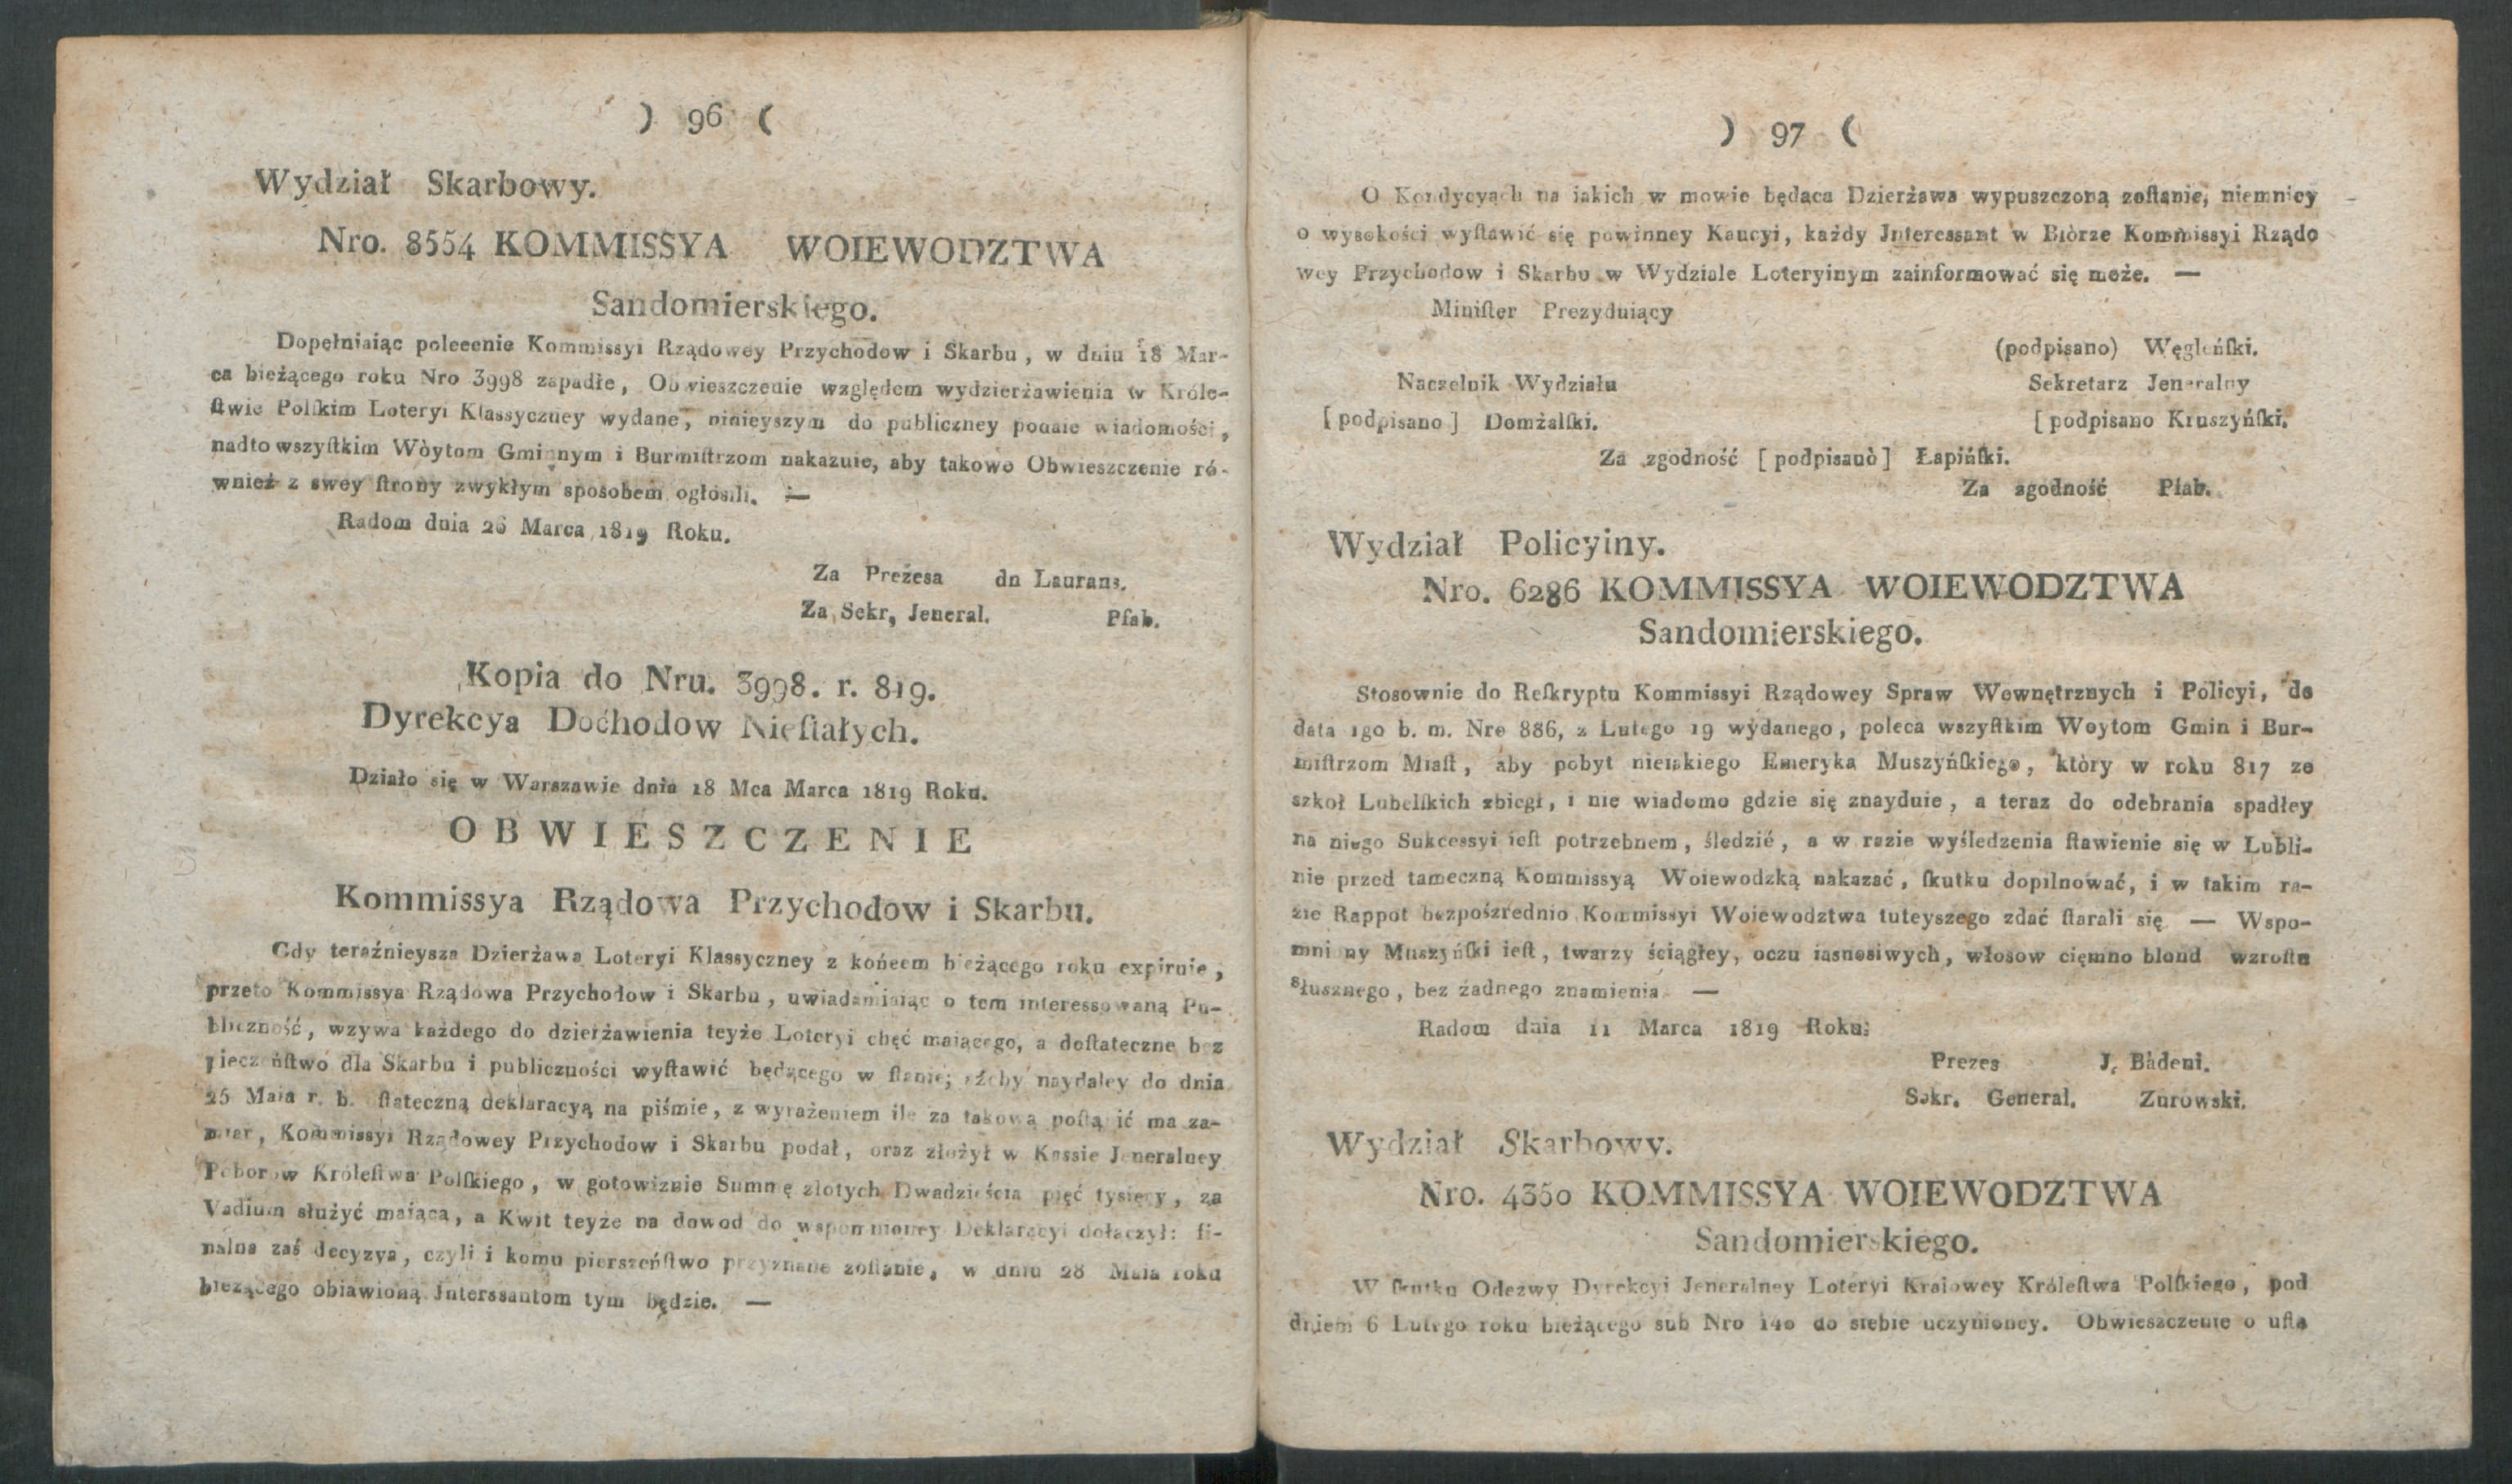 ) 96 (
Wydział Skarbowy.
Nro. 8554 KOMMISSYA WOIEWODZTWA
Sandomierskiego.
Dopełniaiąc poleeenie Kommissyi Rządowey Przychodow i Skarbu, w dniu 18 Mar-
ca bieżącego roku Nro 3998 zapadłe, Obwieszczenie względem wydzierżawienia w Króle-
ſtwie Polſkim Loteryi Klassyczney wydane, ninieyszym do publiczney podaie wiadomości,
nadto wszyſtkim Wòytom Gminnym i Burmiſtrzom nakazuie, aby takowe Obwieszczenie ró-
wnież z swey ſtrony zwykłym sposobem ogłosili. —
Radom dnia 26 Marca 1819 Roku.
Za Prezesa dn Laurans.
Za Sekr, Jeneral. Pſab.
Kopia do Nru. 3998. r. 819.
Dyrekcya Dochodow Nieſtałych.
Działo się w Warszawie dnia 18 Mca Marca 1819 Roku.
OBWIESZCZENIE
Kommissya Rządowa Przychodow i Skarbu.
Gdy teraźnieysza Dzierżawa Loteryi Klassyczney z końcem bieżącego roku expiruie,
przeto Kommissya Rządowa Przychodow i Skarbu, uwiadamiaiąc o tem interessowaną Pu-
bliczność, wzywa każdego do dzierżawienia teyże Loteryi chęć maiącego, a doſtateczne bez
pieczeńſtwo dla Skarbu i publiczności wyſtawić będącego w ſtanie; ażeby naydaley do dnia
25 Maia r. b. ſtateczną deklaracyą na piśmie, z wyrażeniem ile za takową poſtąpić ma za-
miar, Kommissyi Rządowey Przychodow i Skarbu podał, oraz złożył w Kassie Jeneralney
Poborow Króleſtwa Polſkiego, w gotowiznie Summę złotych Dwadzieścia pięć tysięcy, za
Vadium służyć maiąca, a Kwit teyże na dowod do wspomnioney Deklaracyi dołączył: fi-
nalna zaś decyzya, czyli i komu pierszeńſtwo przyznane zoſtanie, w dniu 28 Maia roku
bieżącego obiawioną Jnterssantom tym będzie. —
) 97 (
O Kondycyach na iakich w mowie będąca Dzierżawa wypuszczoną zoſtanie, niemnicy
o wysokości wyſtawić się powinney Kaucyi, każdy Jnteressant w Biòrze Kommissyi Rządo
wey Przychodow i Skarbu w Wydziale Loteryinym zainformować się może. —
Miniſter Prezyduiący
(podpisano) Węgleńſki.
Naczelnik Wydziału Sekretarz Jeneralny
[podpisano] Domżalſki. [podpisano Kruszyńſki.
Za zgodność [podpisanò] Łapińſki.
Za zgodność Pſab.
Wydział Policyiny.
Nro. 6286 KOMMISSYA WOIEWODZTWA
Sandomierskiego.
Stosownie do Reſkryptu Kommissyi Rządowey Spraw Wewnętrznych i Policyi, de
data 1go b. m. Nro 886, z Lutego 19 wydanego, poleca wszyſtkim Woytom Gmin i Bur-
miſtrzom Miaſt, aby pobyt nieiakiego Emeryka Muszyńſkiego, ktòry w roku 817 ze
szkoł Lubelſkich zbiegł, i nie wiadomo gdzie się znayduie, a teraz do odebrania spadłey
na niego Sukcessyi ieſt potrzebnem, śledzić, a w razie wyśledzenia ſtawienie się w Lubli-
nie przed tameczną Kommissyą Woiewodzką nakazać, ſkutku dopilnować, i w takim ra-
zie Rappot bezpośzrednio Kommissyi Woiewodztwa tuteyszego zdać ſtarali się — Wspo-
mniony Muszyńſki ieſt, twarzy ściągłey, oczu iasnosiwych, włosow ciemno blond wzroſtu
słusznego, bez żadnego znamienia —
Radom dnia 11 Marca 1819 Roku;
Prezes J. Badeni.
Sekr. General. Zurowski.
Wydział Skarbowy.
Nro. 4350 KOMMISSYA WOIEWODZTWA
Sandomierskiego.
W ſkutku Odezwy Dyrekcyi Jeneralney Loteryi Kraiowey Króleſtwa Polſkiego, pod
dniem 6 Lutego roku bieżącego sub Nro 140 do siebie uczynioney. Obwieszczenie o uſta